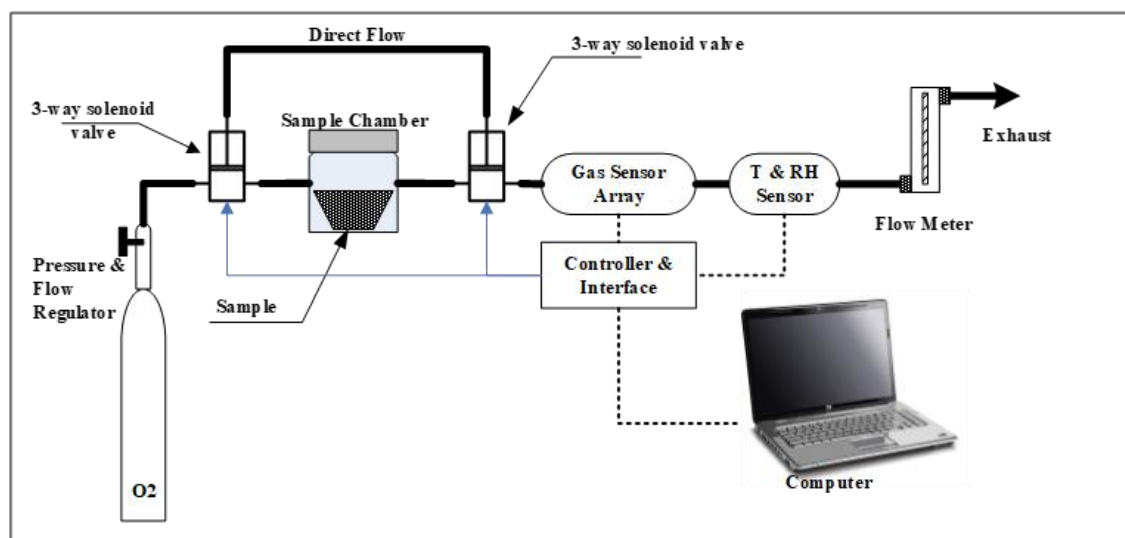 Direct Flow
3-way solenoid valve
3-way solenoid
valve
Sample Chamber
Exhaust
Gas Sensor
Array
T & RH
Sensor
Flow Meter
Pressure &
Flow
Regulator
Controller &
Interface
Sample
Computer
O2